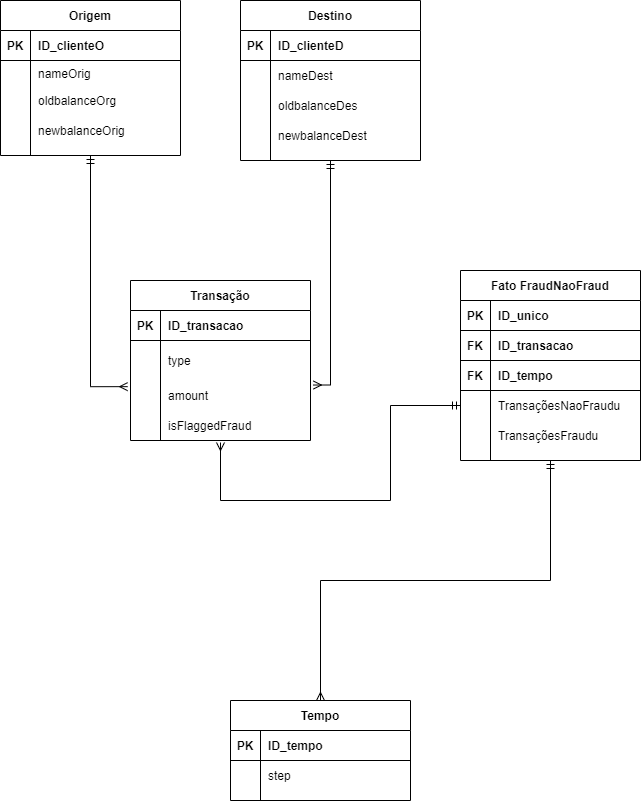 Origem
PK ID_clienteO
nameOrig
oldbalanceOrg
newbalanceOrig
Destino
PK ID_clienteD
nameDest
oldbalanceDes
newbalanceDest
Transação
PK ID_transacao
type
amount
isFlaggedFraud
Fato FraudNaoFraud
PK ID_unico
FK ID_transacao
FK ID_tempo
TransaçõesNaoFraudu
TransaçõesFraudu
Tempo
PK ID_tempo
step